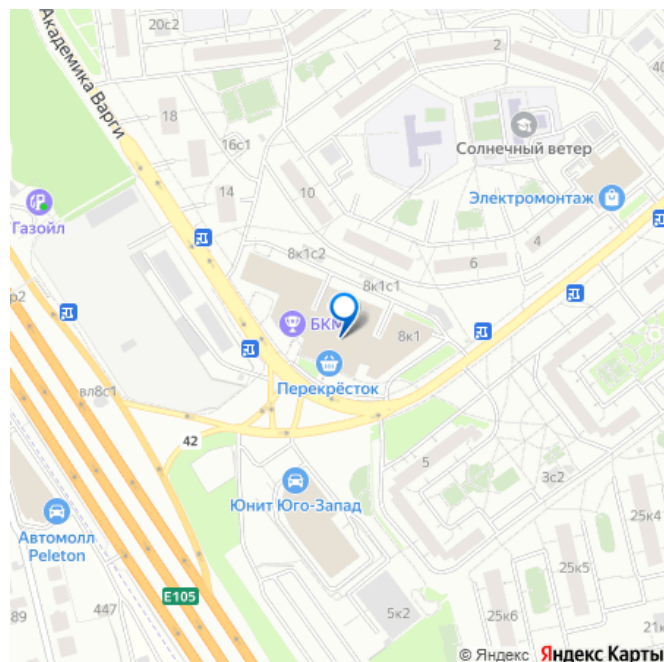 20с2
2
40
Академика Варги
18
16с1
Солнечный ветер
14
10
Электромонтаж
Газойл
4
8к1с2
6
8к1с1
р2
БКМ
8к1
Перекрёсток
вл8с1
42
5
3с2
Юнит Юго-Запад
25к4
Автомолл
Peleton
25к5
E105
89
447
5к2
25к6
21к
© Яндекс Яндекс Карты